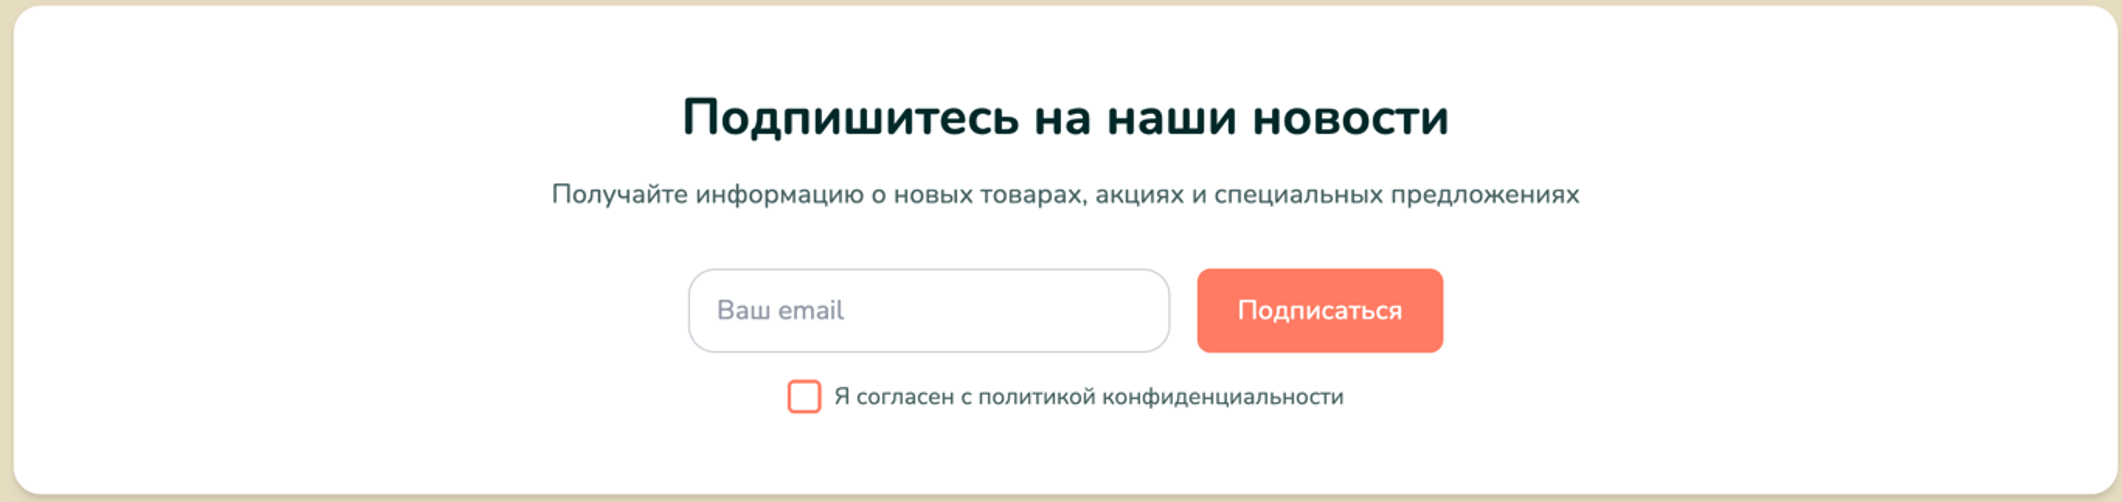 Подпишитесь на наши новости
Получайте информацию о новых товарах, акциях и специальных предложениях
Ваш email
Подписаться
Я согласен с политикой конфиденциальности